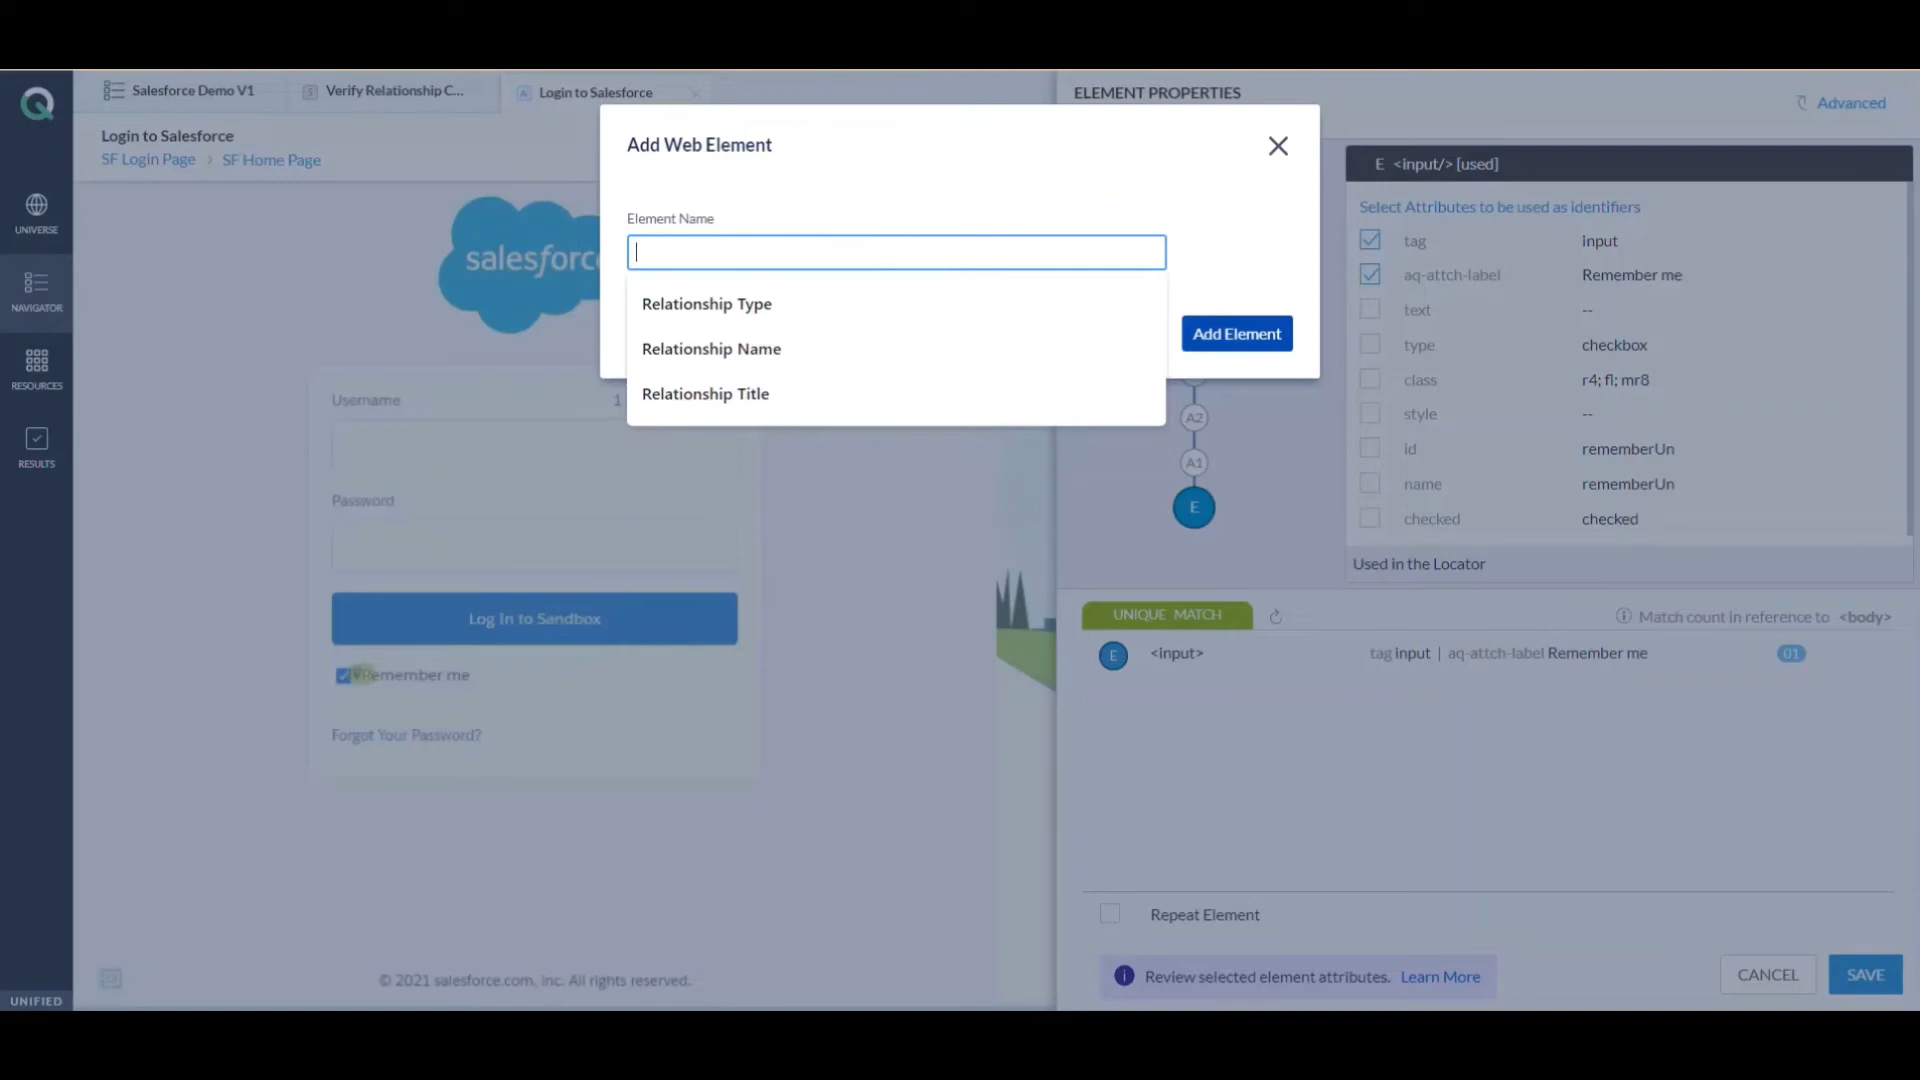 Salesforce Demo V1
Verify Relationship C...
Login to Salesforce
ELEMENT PROPERTIES
Advanced
Login to Salesforce
SF Login Page > SF Home Page
Add Web Element
E <input/> [used]
Select Attributes to be used as identifiers
Element Name
tag input
aq-attch-label Remember me
text --
type checkbox
class r4; fl; mr8
style --
id rememberUn
name rememberUn
checked checked
Used in the Locator
UNIVERSE
NAVIGATOR
RESOURCES
RESULTS
UNIFIED
salesforc
Relationship Type
Relationship Name
Relationship Title
Add Element
A2
A1
E
Username 1
Password
Log In to Sandbox
Remember me
Forgot Your Password?
© 2021 salesforce.com, inc. All rights reserved.
UNIQUE MATCH
Match count in reference to <body>
E <input> tag input | aq-attch-label Remember me 01
Repeat Element
Review selected element attributes. Learn More
CANCEL
SAVE